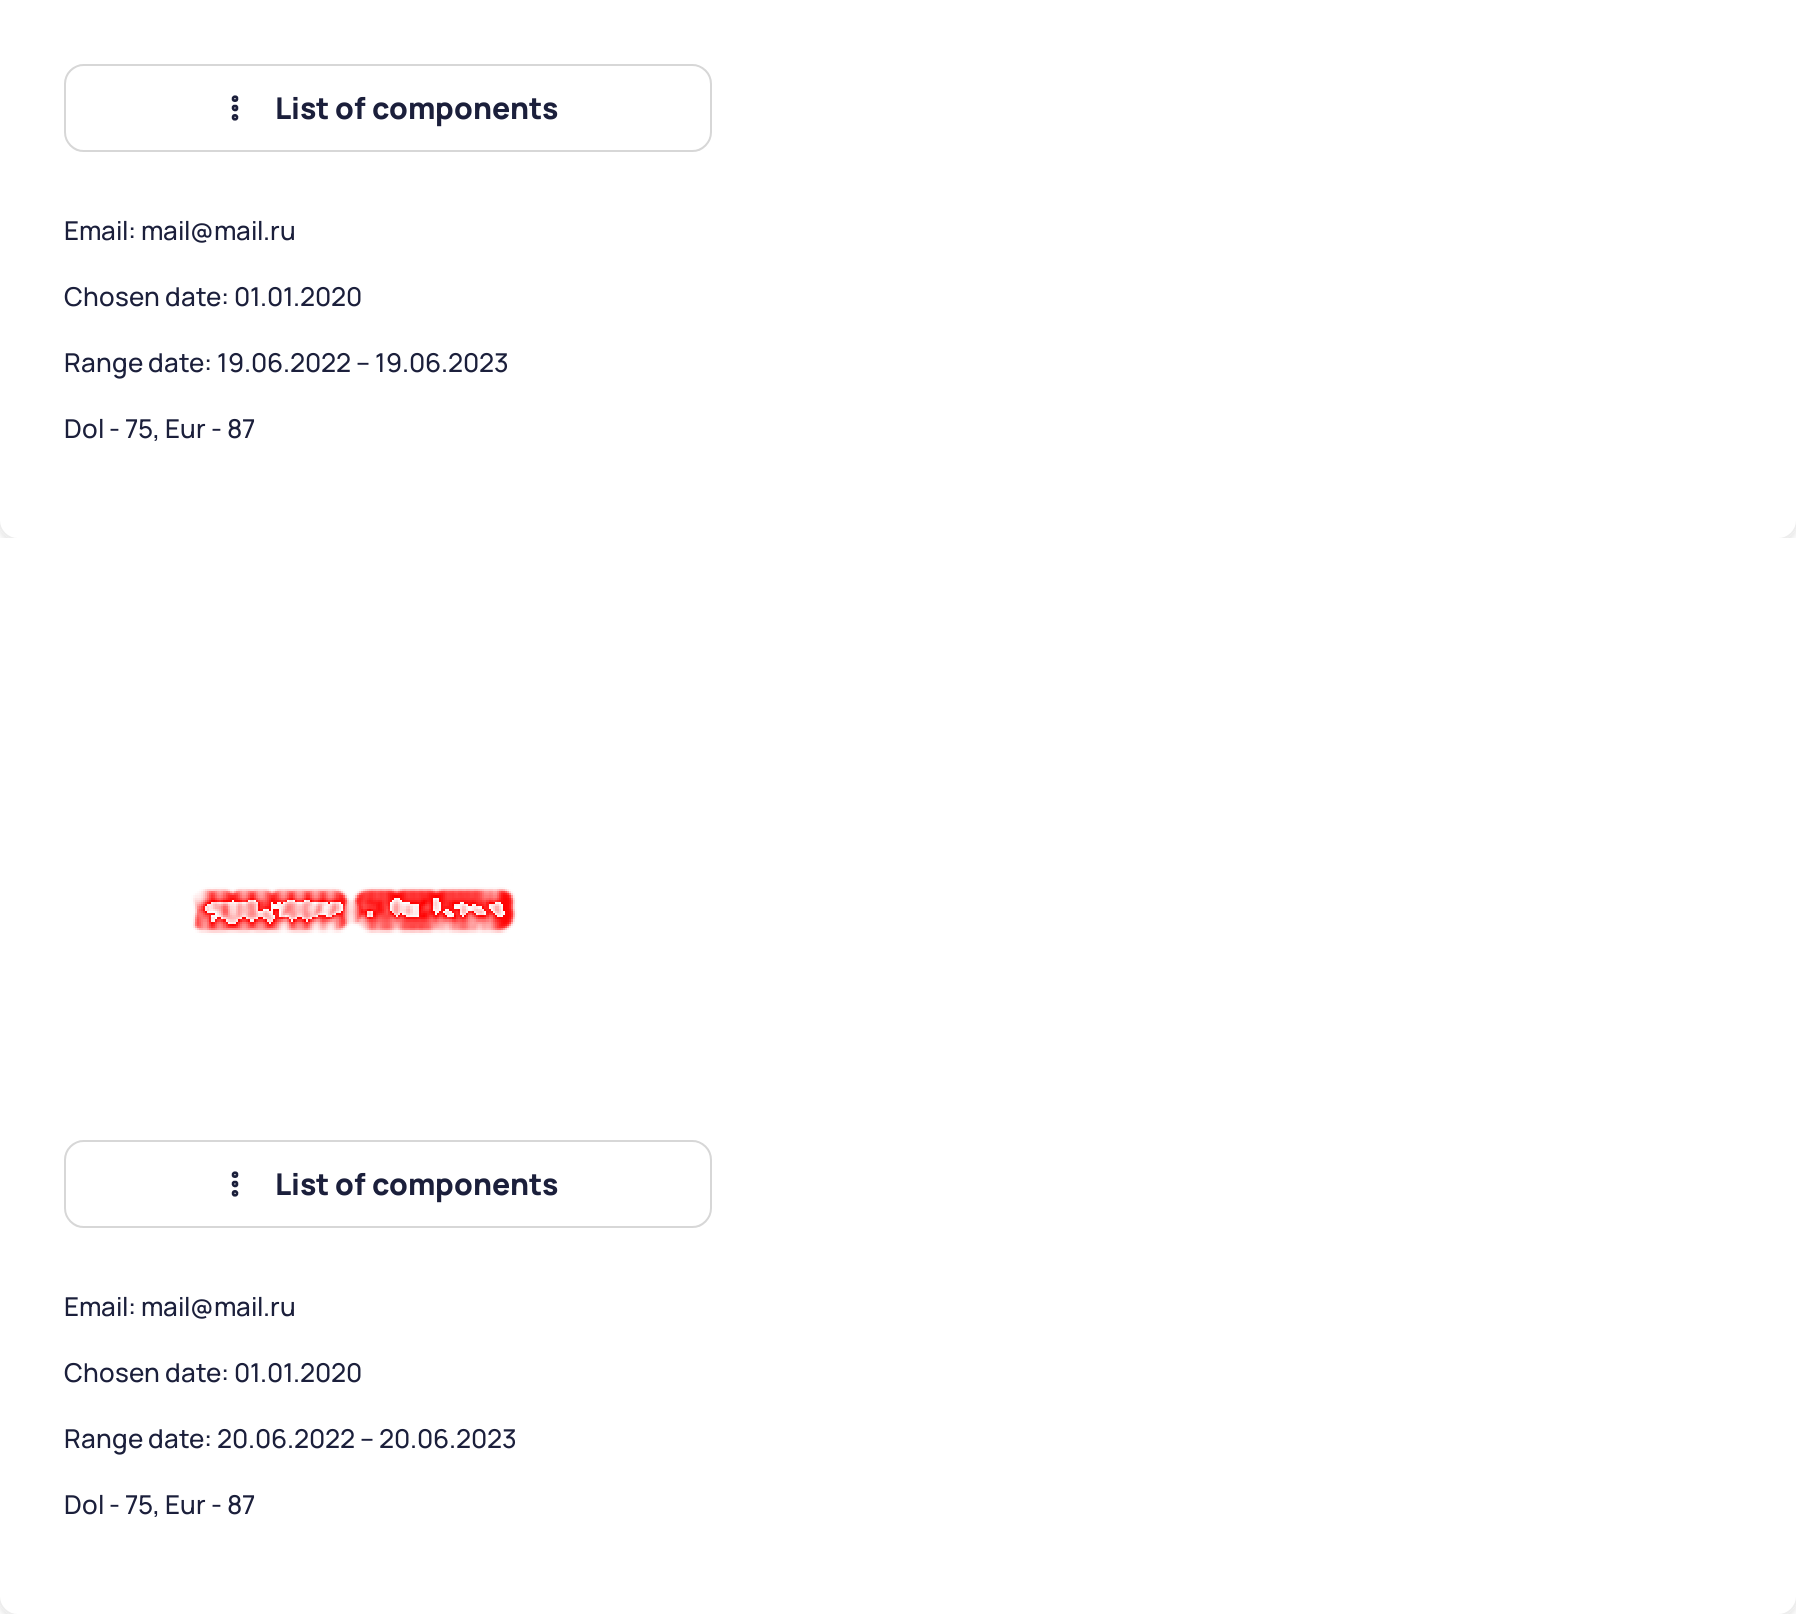 List of components
Email: mail@mail.ru
Chosen date: 01.01.2020
Range date: 19.06.2022 – 19.06.2023
Dol - 75, Eur - 87
List of components
Email: mail@mail.ru
Chosen date: 01.01.2020
Range date: 20.06.2022 – 20.06.2023
Dol - 75, Eur - 87